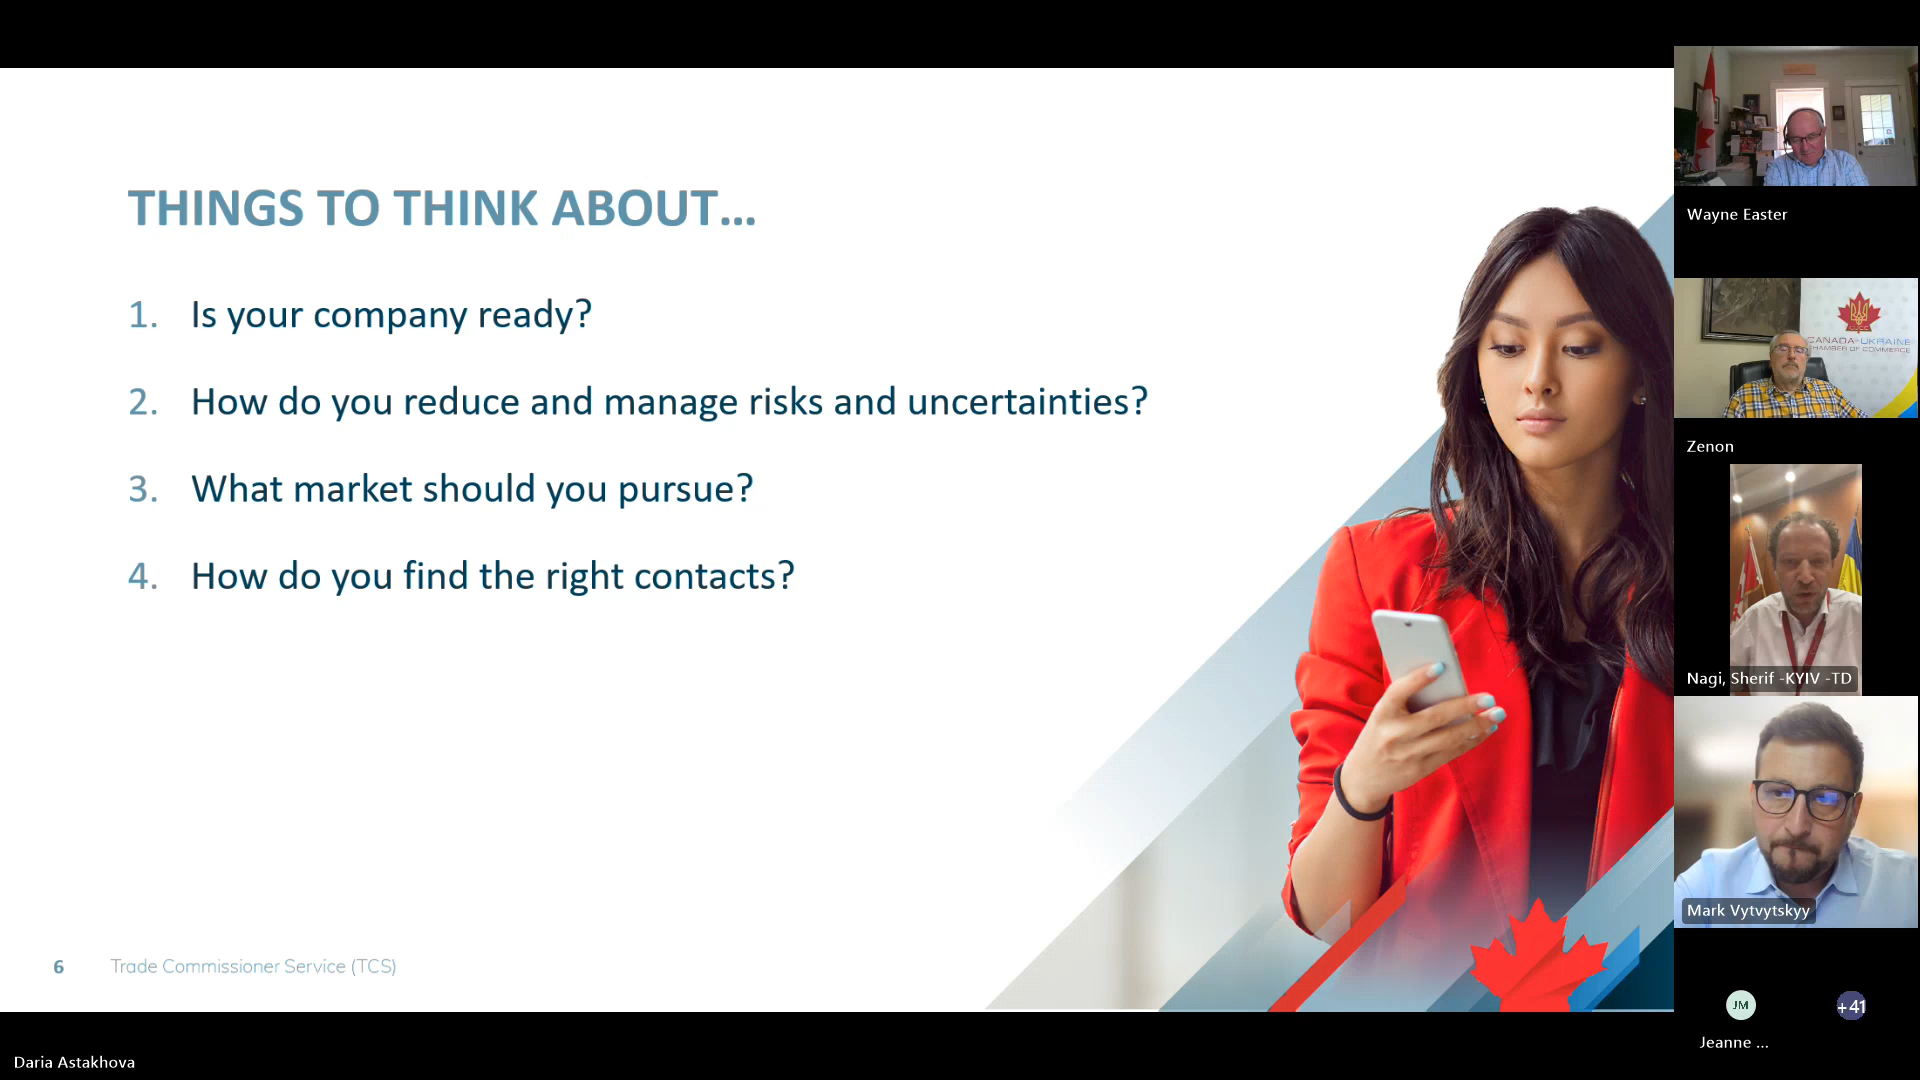 THINGS TO THINK ABOUT...
1. Is your company ready?
2. How do you reduce and manage risks and uncertainties?
3. What market should you pursue?
4. How do you find the right contacts?
6 Trade Commissioner Service (TCS)
Daria Astakhova
Wayne Easter
CANADA-UKRAINE
CHAMBER OF COMMERCE
Zenon
Nagi, Sherif -KYIV -TD
Mark Vytvytskyy
JM
+41
Jeanne ...